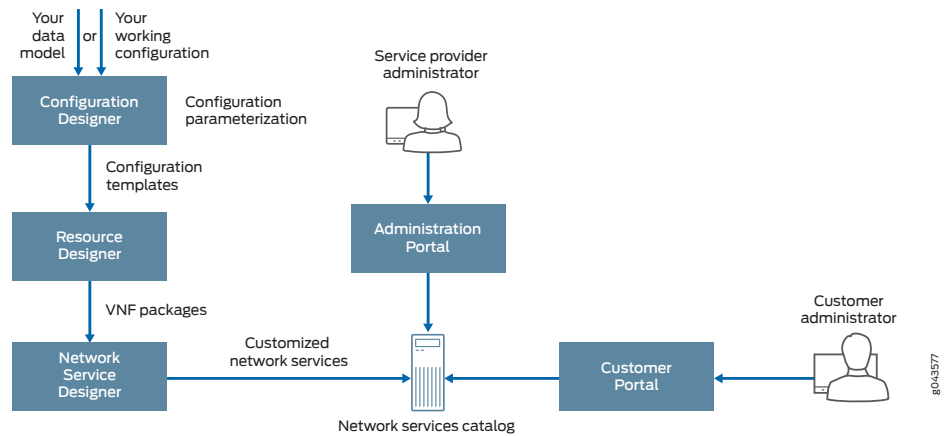 Your
data
model
or
Your
working
configuration
Configuration
Designer
Configuration
parameterization
Configuration
templates
Resource
Designer
VNF packages
Network
Service
Designer
Customized
network services
Service provider
administrator
Administration
Portal
Network services catalog
Customer
Portal
Customer
administrator
g043577